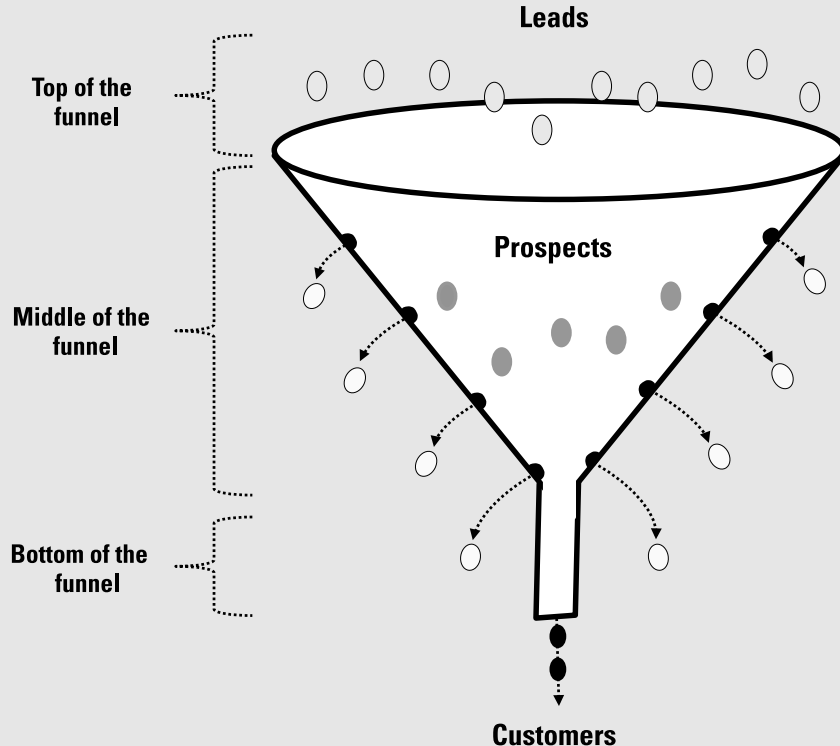 Leads
Top of the
funnel
Prospects
Middle of the
funnel
Bottom of the
funnel
Customers